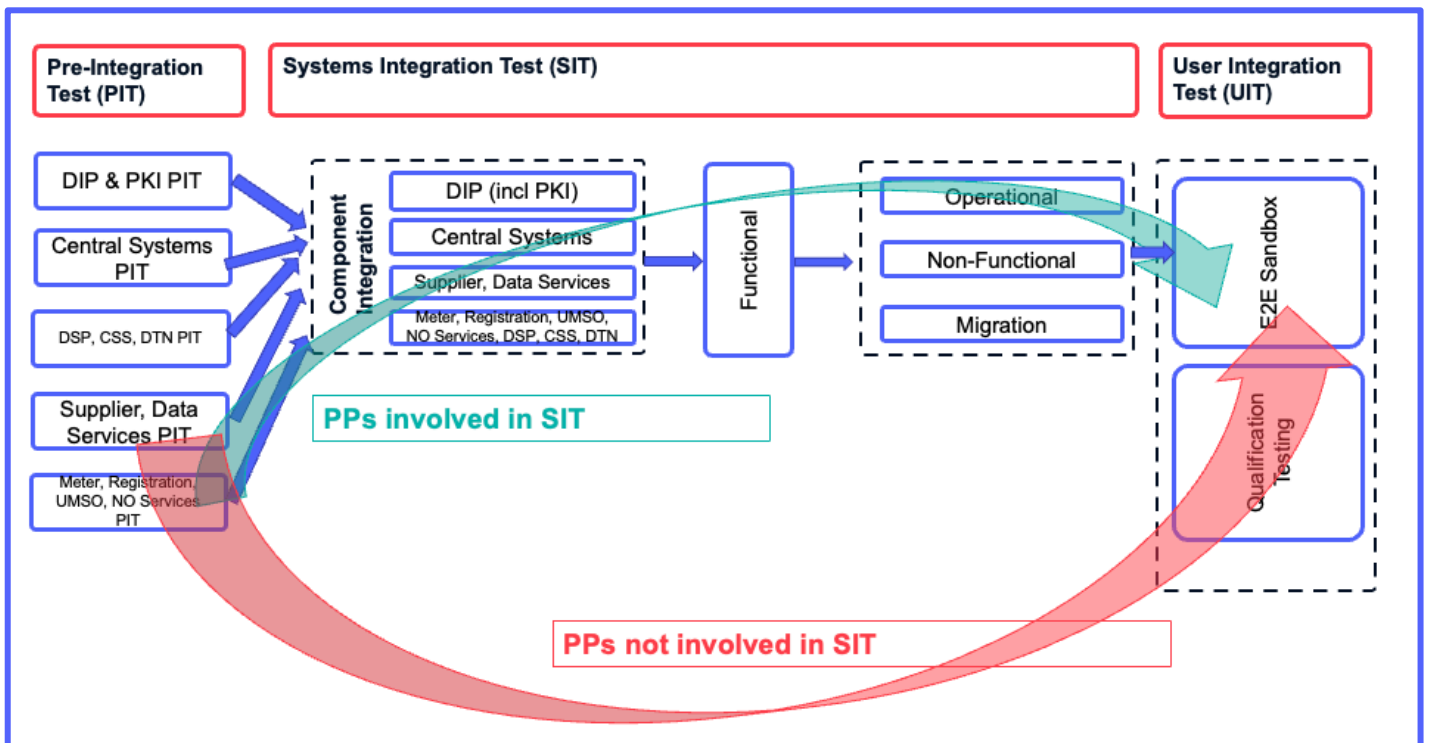 Pre-Integration
Test (PIT)
Systems Integration Test (SIT)
User Integration
Test (UIT)
DIP & PKI PIT
Central Systems
PIT
DSP, CSS, DTN PIT
Supplier, Data
Services PIT
Meter, Registration,
UMSO, NO Services
PIT
Component
Integration
DIP (incl PKI)
Central Systems
Supplier, Data Services
Meter, Registration, UMSO,
NO Services, DSP, CSS, DTN
Functional
Operational
Non-Functional
Migration
E2E Sandbox
Qualification
Testing
PPs involved in SIT
PPs not involved in SIT